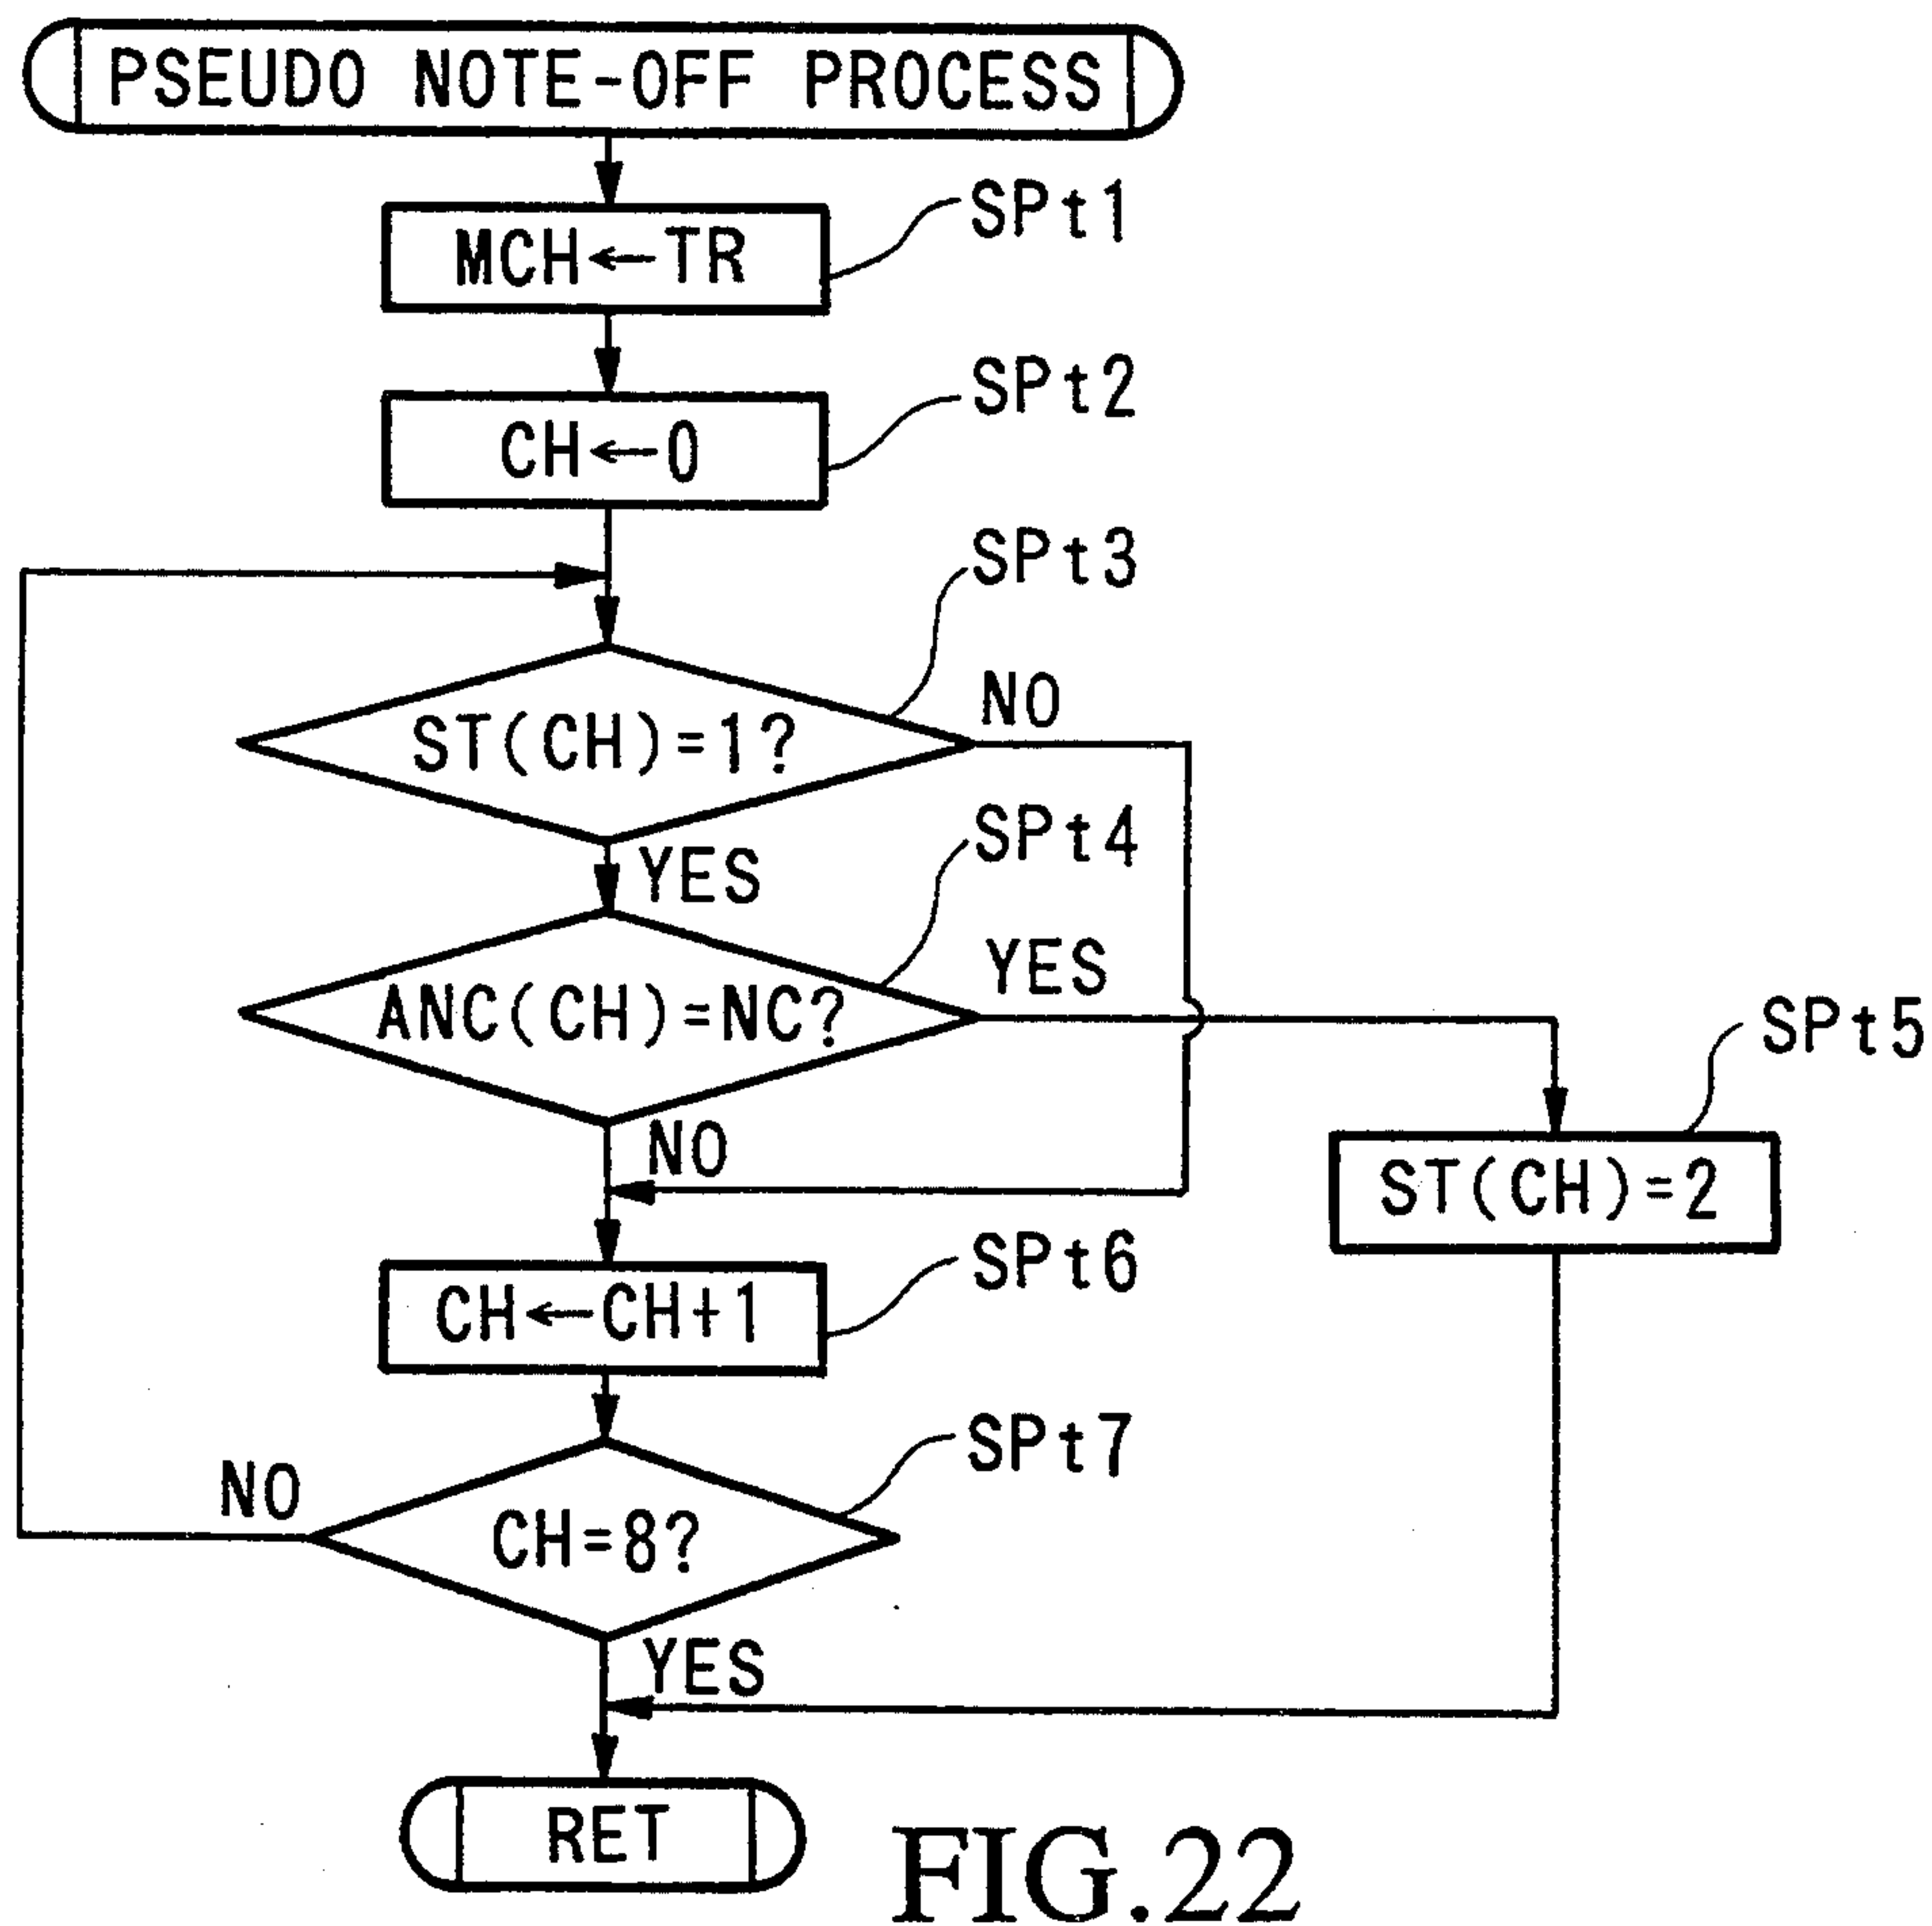 PSEUDO NOTE-OFF PROCESS
SPt1
MCH←TR
SPt2
CH←0
SPt3
ST(CH)=1?
NO
YES
SPt4
ANC(CH)=NC?
YES
NO
SPt5
ST(CH)=2
SPt6
CH←CH+1
SPt7
CH=8?
NO
YES
RET
FIG.22